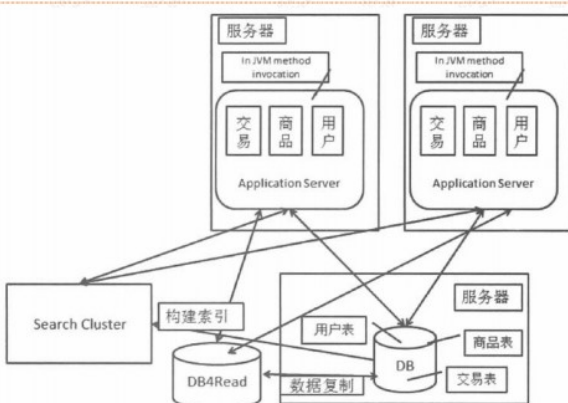 服务器
In JVM method
invocation
交易
商品
用户
Application Server
服务器
In JVM method
invocation
交易
商品
用户
Application Server
Search Cluster
构建索引
DB4Read
数据复制
服务器
用户表
商品表
DB
交易表